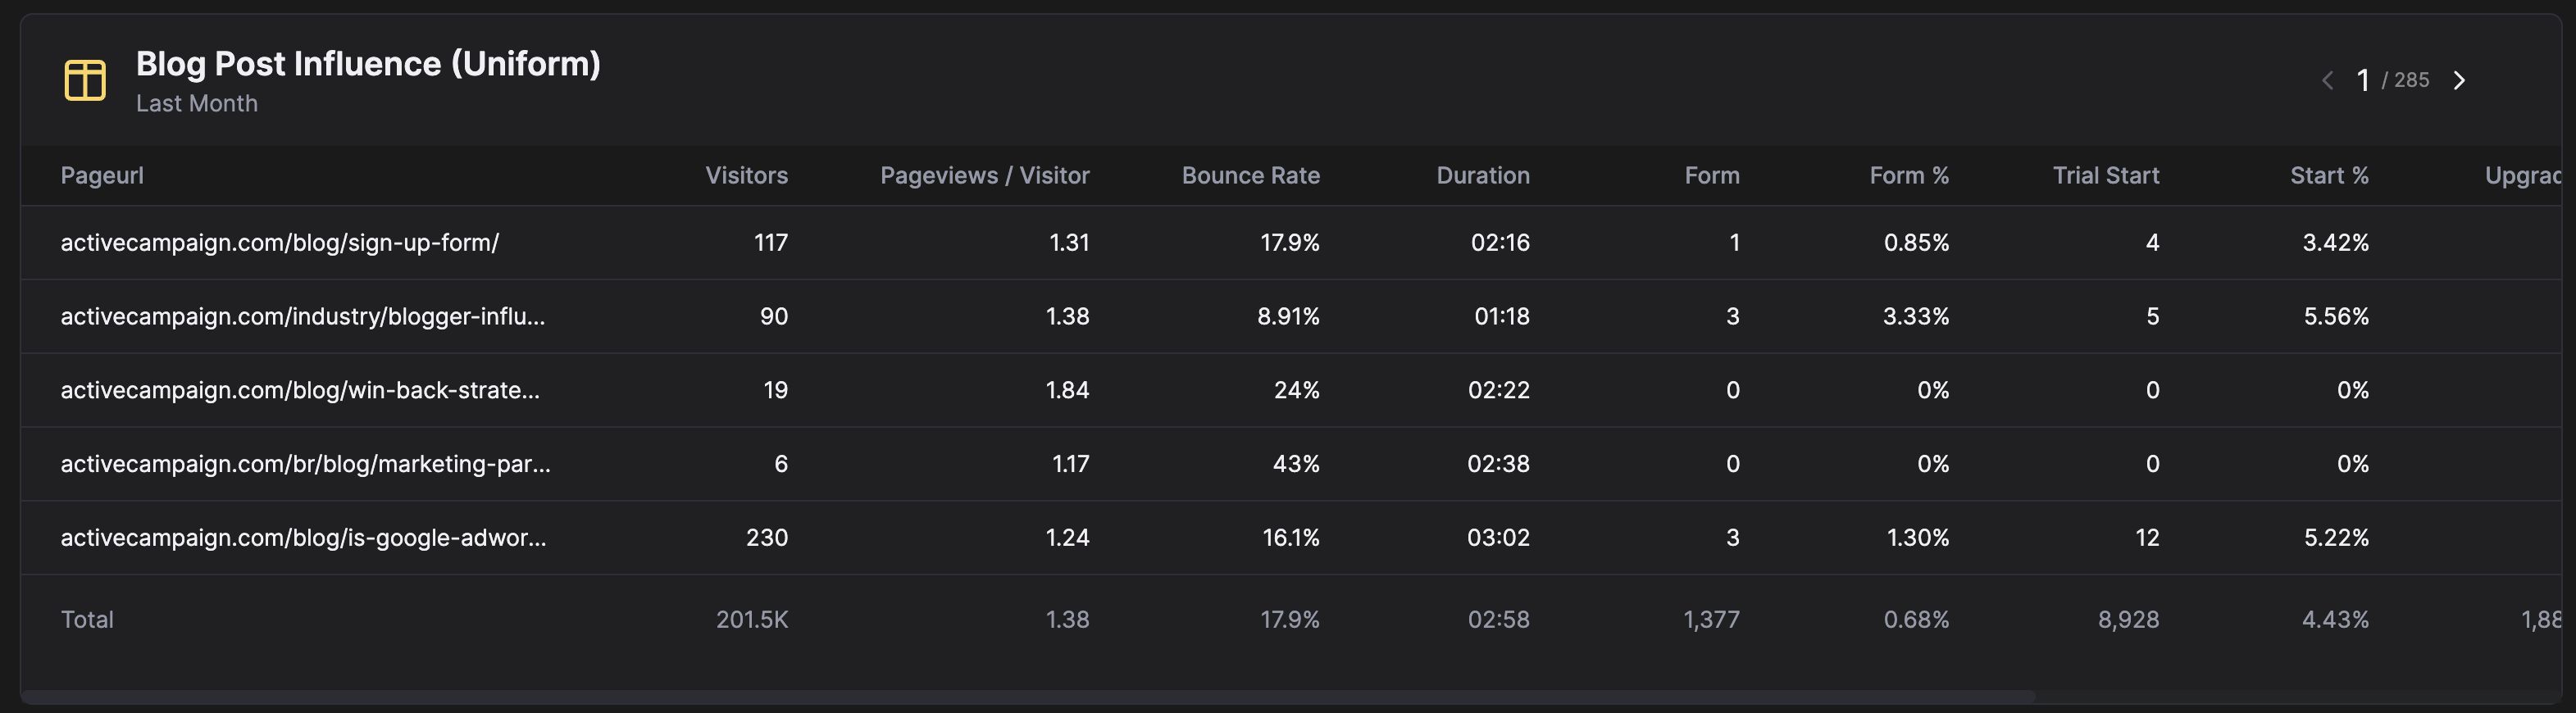 Blog Post Influence (Uniform)
Last Month
1 / 285
Pageurl Visitors Pageviews / Visitor Bounce Rate Duration Form Form % Trial Start Start % Upgrad
activecampaign.com/blog/sign-up-form/ 117 1.31 17.9% 02:16 1 0.85% 4 3.42%
activecampaign.com/industry/blogger-influ... 90 1.38 8.91% 01:18 3 3.33% 5 5.56%
activecampaign.com/blog/win-back-strate... 19 1.84 24% 02:22 0 0% 0 0%
activecampaign.com/br/blog/marketing-par... 6 1.17 43% 02:38 0 0% 0 0%
activecampaign.com/blog/is-google-adwor... 230 1.24 16.1% 03:02 3 1.30% 12 5.22%
Total 201.5K 1.38 17.9% 02:58 1,377 0.68% 8,928 4.43% 1,88